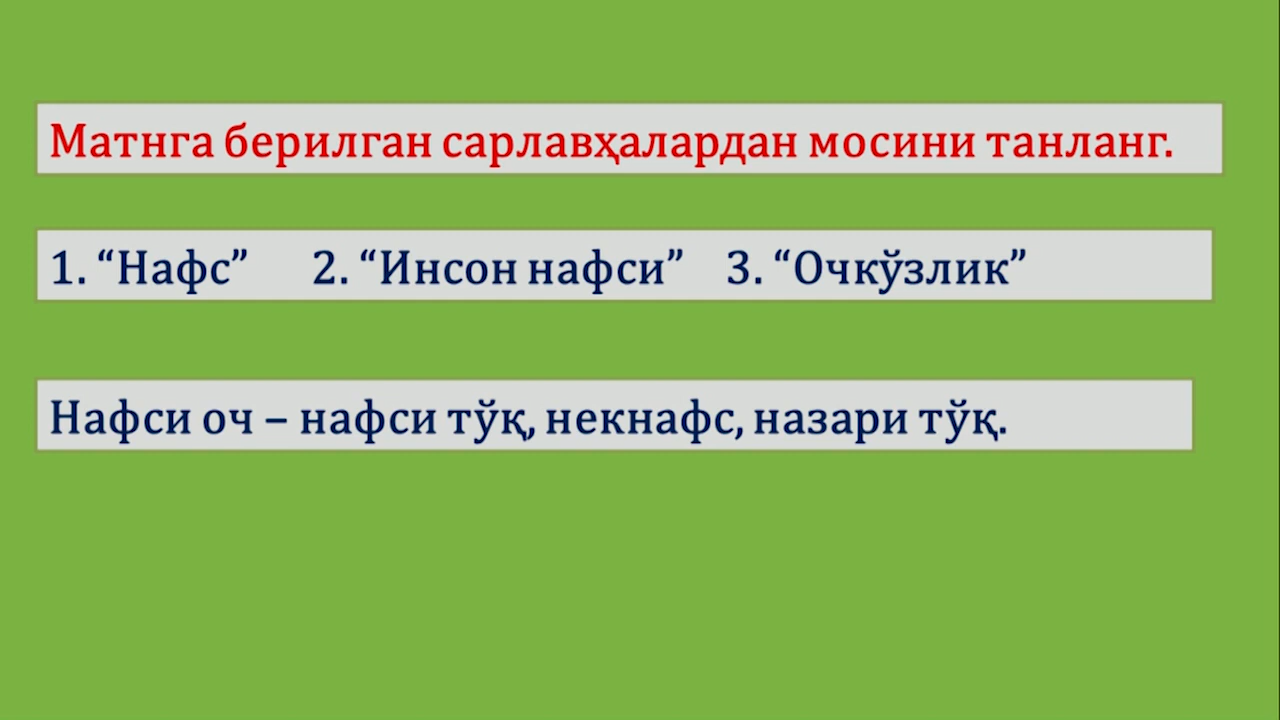 Матнга берилган сарлавҳалардан мосини танланг.
1. “Нафс” 2. “Инсон нафси” 3. “Очкўзлик”
Нафси оч – нафси тўқ, некнафс, назари тўқ.